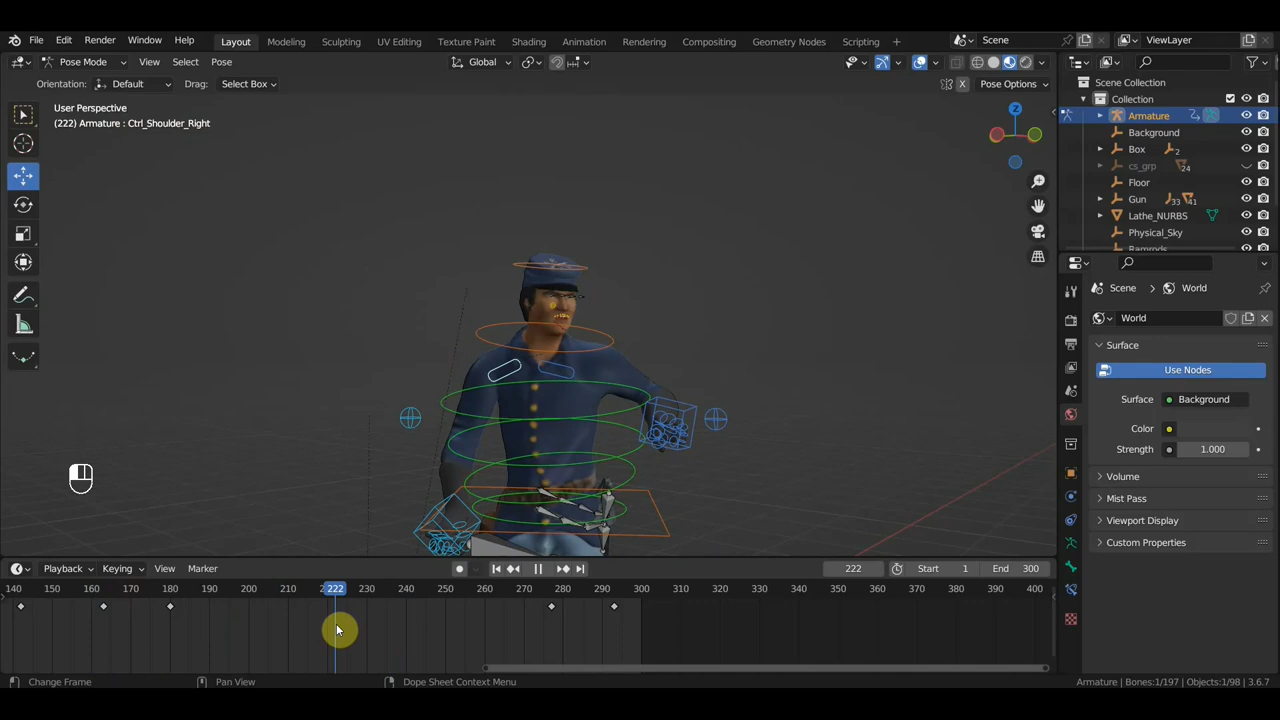 File Edit Render Window Help Layout Modeling Sculpting UV Editing Texture Paint Shading Animation Rendering Compositing Geometry Nodes Scripting + Scene ViewLayer
Pose Mode View Select Pose Global
Orientation: Default Drag: Select Box X Pose Options
User Perspective
(222) Armature : Ctrl_Shoulder_Right
Z
Scene Collection
Collection
Armature
Background
Box 2
cs_grp 24
Floor
Gun 33 41
Lathe_NURBS
Physical_Sky
Ramrods
Scene World
World
Surface
Use Nodes
Surface Background
Color
Strength 1.000
Volume
Mist Pass
Viewport Display
Custom Properties
Playback Keying View Marker 222 Start 1 End 300
140 150 160 170 180 190 200 210 222 230 240 250 260 270 280 290 300 310 320 330 340 350 360 370 380 390 400
Change Frame Pan View Dope Sheet Context Menu Armature | Bones:1/197 | Objects:1/98 | 3.6.7